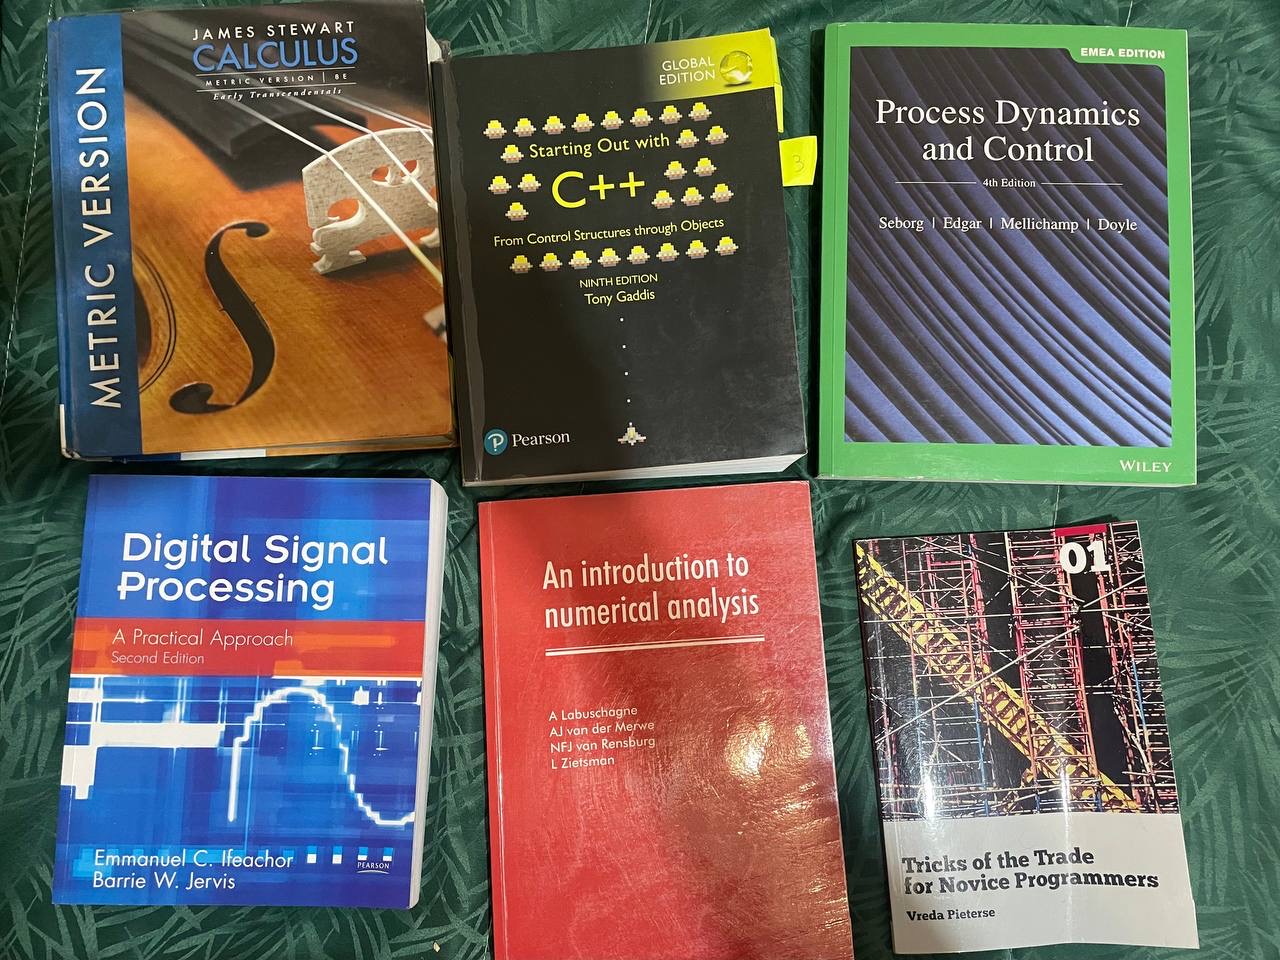 JAMES STEWART
CALCULUS
METRIC VERSION | 8E
Early Transcendentals
METRIC VERSION
GLOBAL
EDITION
Starting Out with
C++
From Control Structures through Objects
NINTH EDITION
Tony Gaddis
P Pearson
3
EMEA EDITION
Process Dynamics
and Control
4th Edition
Seborg | Edgar | Mellichamp | Doyle
WILEY
Digital Signal
Processing
A Practical Approach
Second Edition
Emmanuel C. Ifeachor
Barrie W. Jervis
PEARSON
An introduction to
numerical analysis
A Labuschagne
AJ van der Merwe
NFJ van Rensburg
L Zietsman
01
Tricks of the Trade
for Novice Programmers
Vreda Pieterse